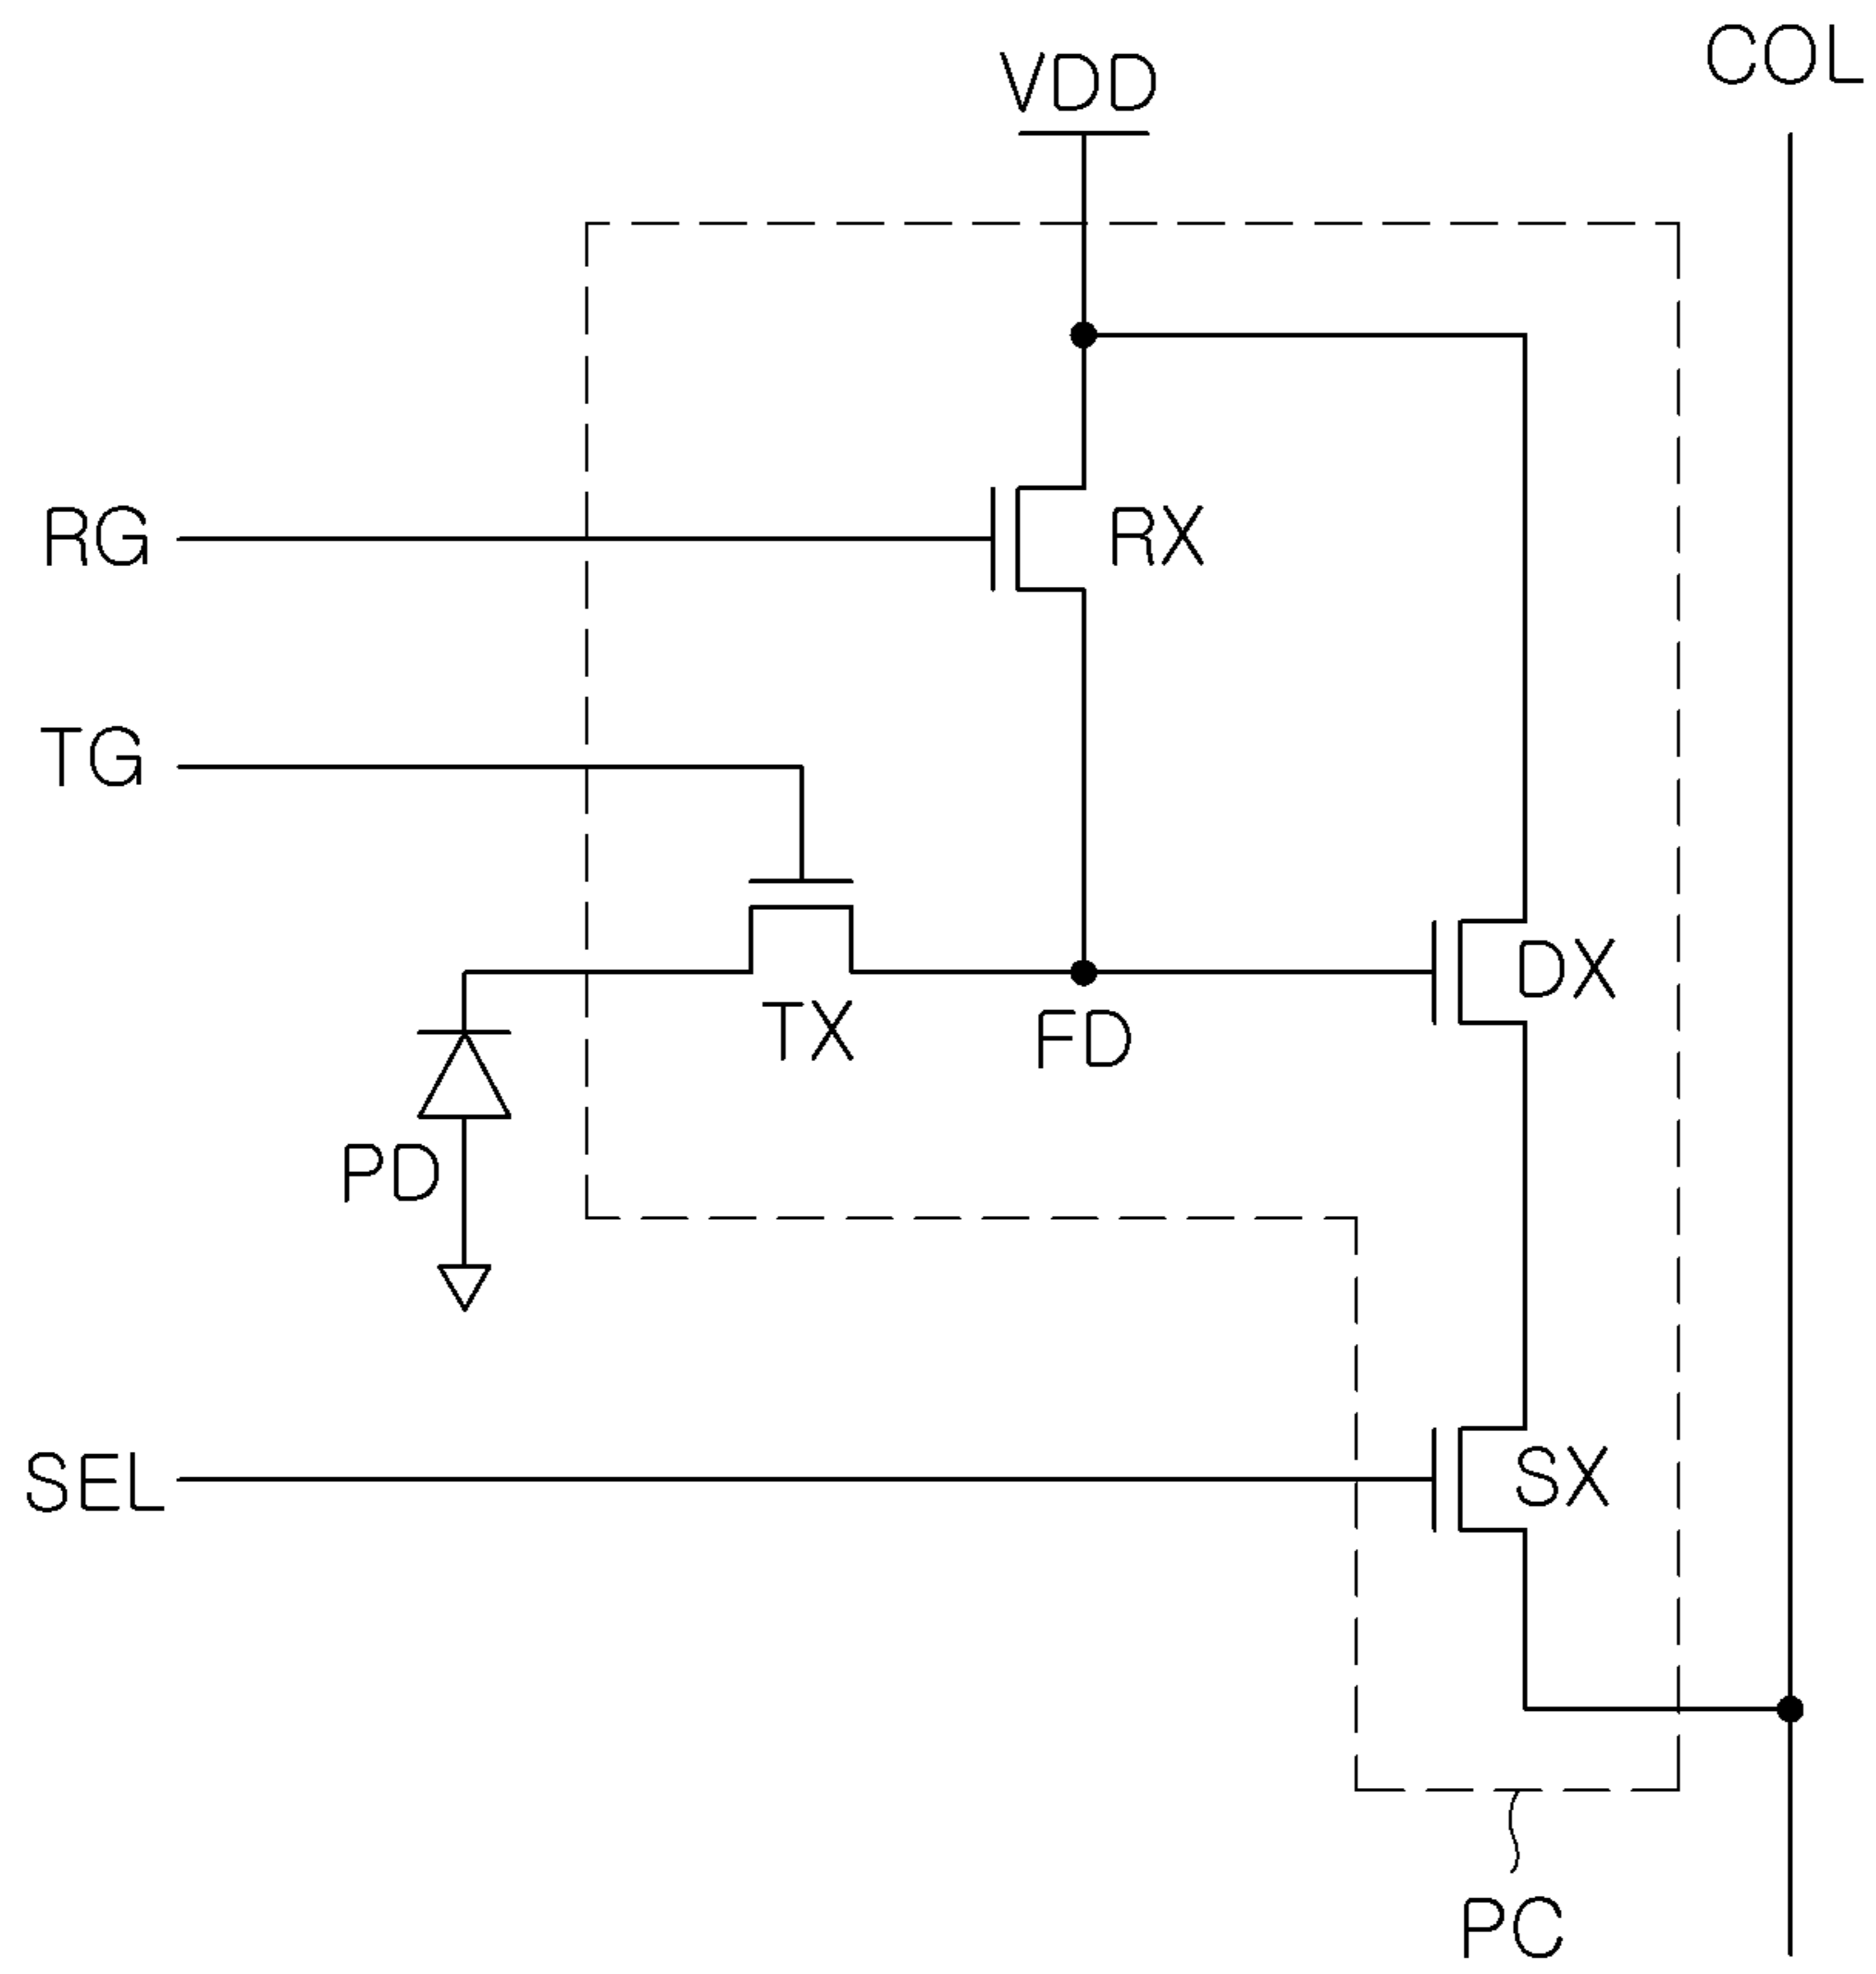 COL
VDD
RG
RX
TG
DX
TX
FD
PD
SEL
SX
PC